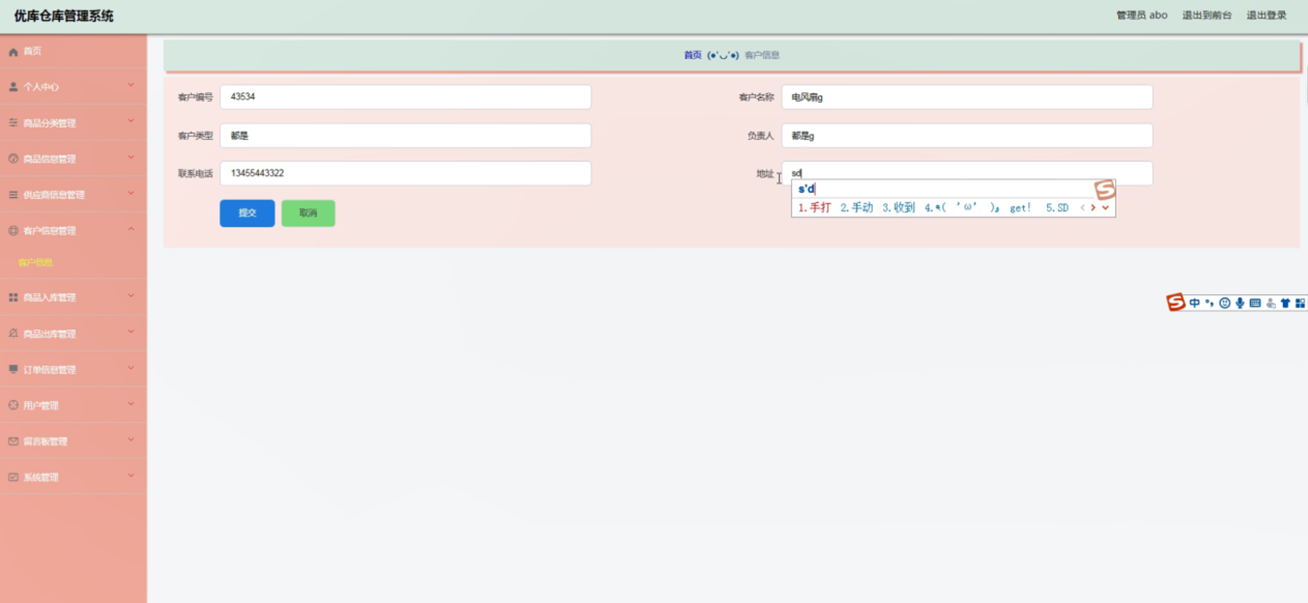 优库仓库管理系统
管理员 abo 退出到前台 退出登录
首页
个人中心
商品分类管理
商品信息管理
供应商信息管理
客户信息管理
客户信息
商品入库管理
商品出库管理
订单信息管理
用户管理
留言板管理
系统管理
首页 (●'◡'●) 客户信息
客户编号 43534 客户名称 电风扇g
客户类型 都是 负责人 都是g
联系电话 13455443322 地址 sd
s'd
1.手打 2.手动 3.收到 4.٩( 'ω' )و get! 5.SD
提交 取消
中